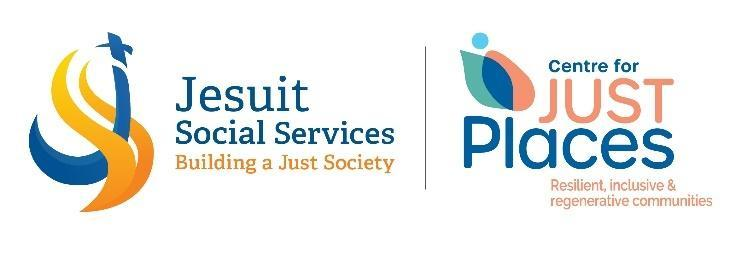 Jesuit
Social Services
Building a Just Society
Centre for
JUST
Places
Resilient, inclusive &
regenerative communities